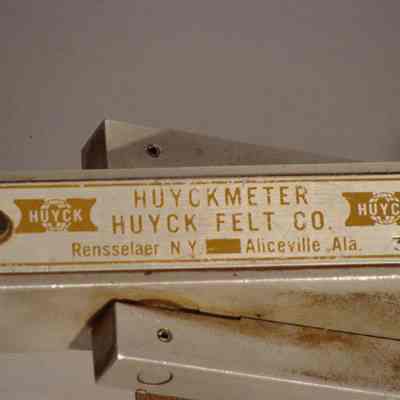 HUYCK
HUYCKMETER
HUYCK FELT CO.
Rensselaer N.Y. Aliceville, Ala.
HUYCK